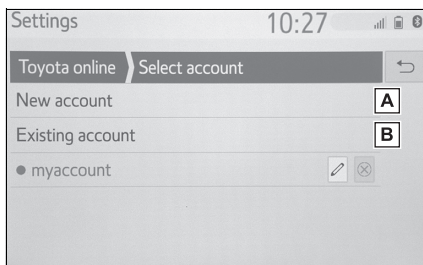 Settings 10:27
Toyota online Select account
New account A
Existing account B
myaccount